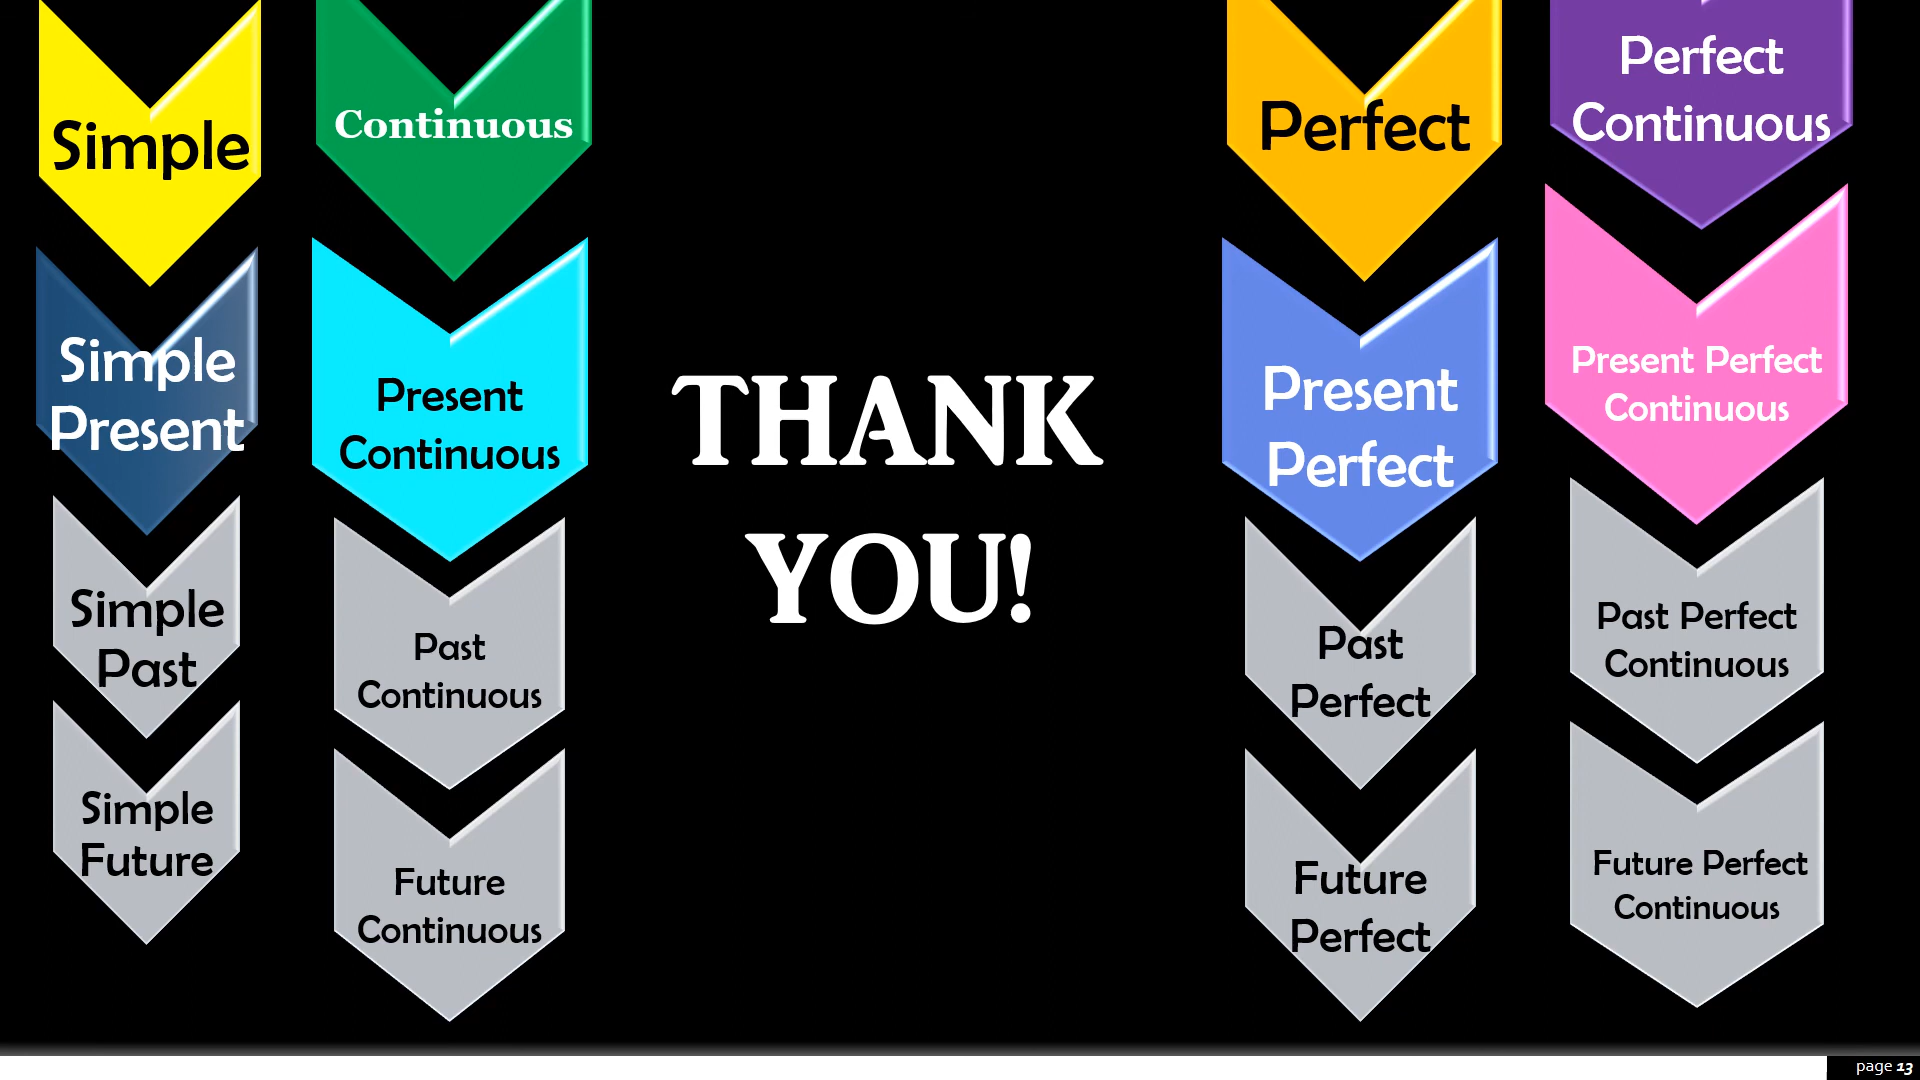 Simple
Simple
Present
Simple
Past
Simple
Future
Continuous
Present
Continuous
Past
Continuous
Future
Continuous
THANK
YOU!
Perfect
Present
Perfect
Past
Perfect
Future
Perfect
Perfect
Continuous
Present Perfect
Continuous
Past Perfect
Continuous
Future Perfect
Continuous
page 13